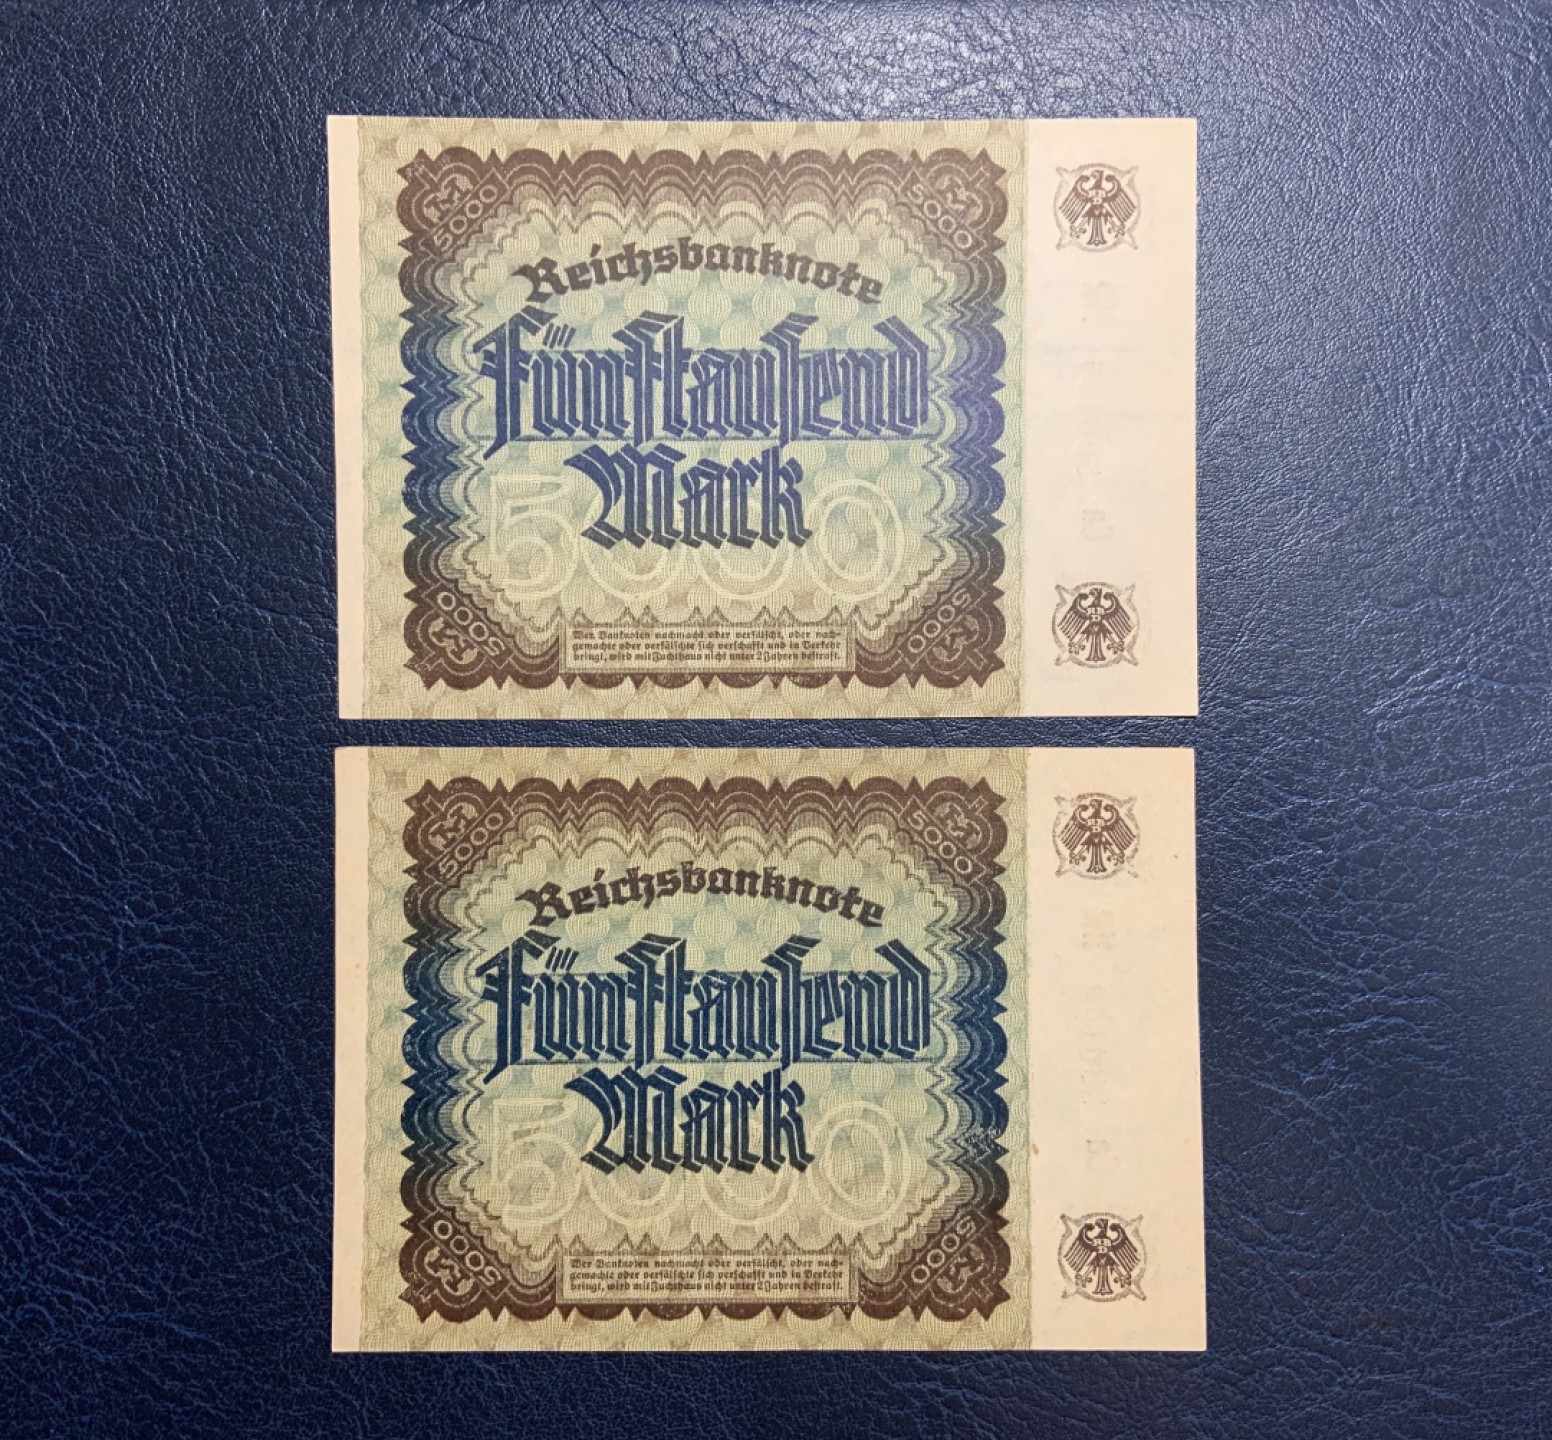 5000
5000
Reichsbanknote
Fünftausend
Mark
5000
Wer Banknoten nachmacht oder verfälscht, oder nach-
gemachte oder verfälschte sich verschafft und in Verkehr
bringt, wird mit Zuchthaus nicht unter 2 Jahren bestraft.
5000
5000
5000
5000
Reichsbanknote
Fünftausend
Mark
5000
Wer Banknoten nachmacht oder verfälscht, oder nach-
gemachte oder verfälschte sich verschafft und in Verkehr
bringt, wird mit Zuchthaus nicht unter 2 Jahren bestraft.
5000
5000